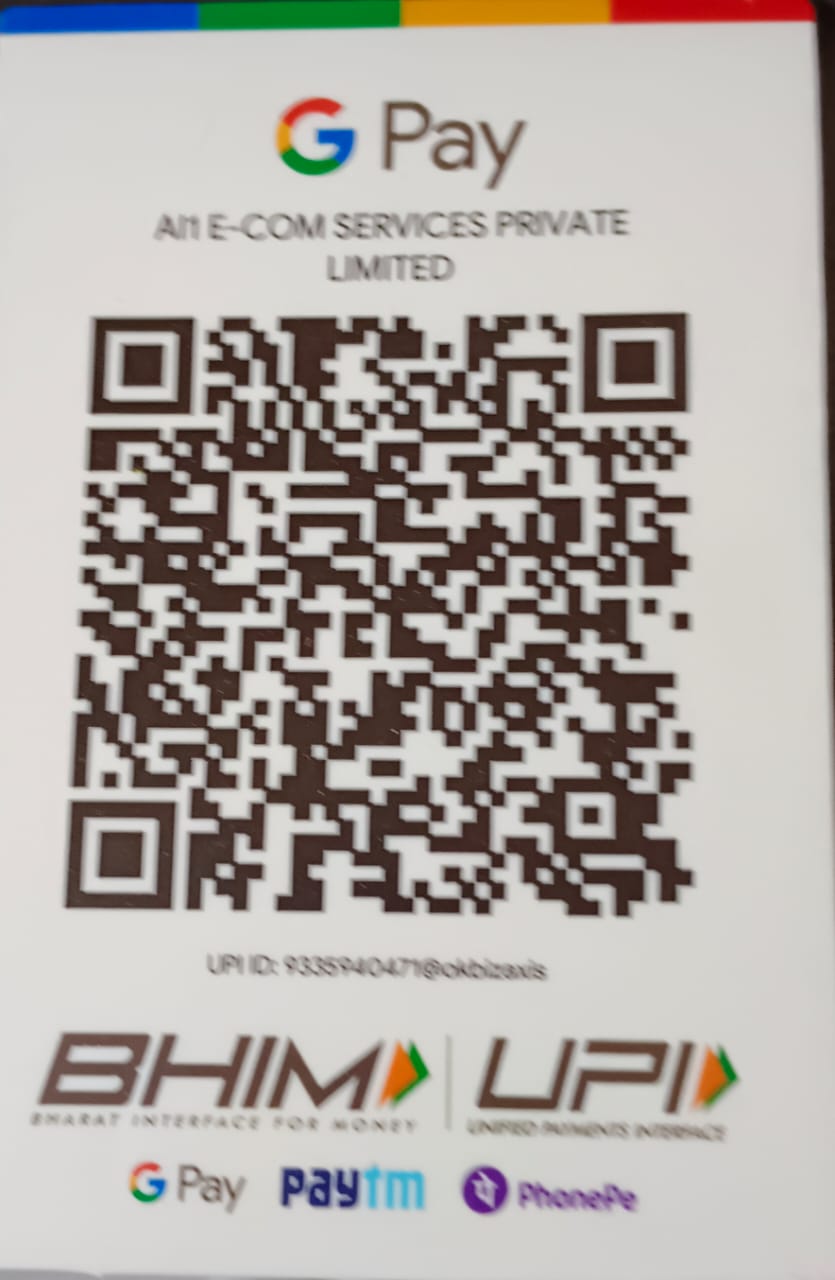 G Pay
AI1 E-COM SERVICES PRIVATE
LIMITED
UPI ID: 9335940471@okbizaxis
BHIM UPI
BHARAT INTERFACE FOR MONEY UNIFIED PAYMENTS INTERFACE
G Pay paytm PhonePe